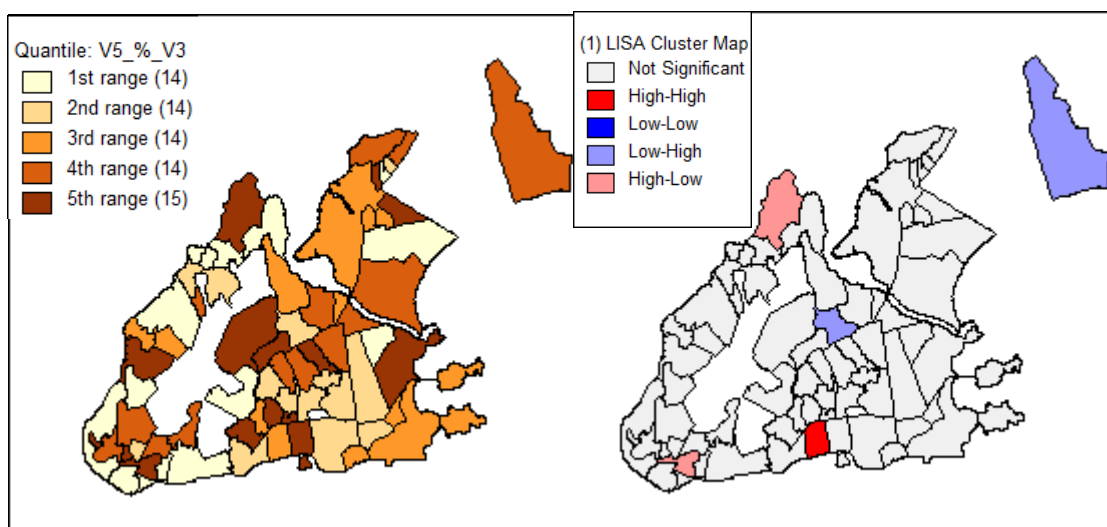 Quantile: V5_%_V3
1st range (14)
2nd range (14)
3rd range (14)
4th range (14)
5th range (15)
(1) LISA Cluster Map
Not Significant
High-High
Low-Low
Low-High
High-Low